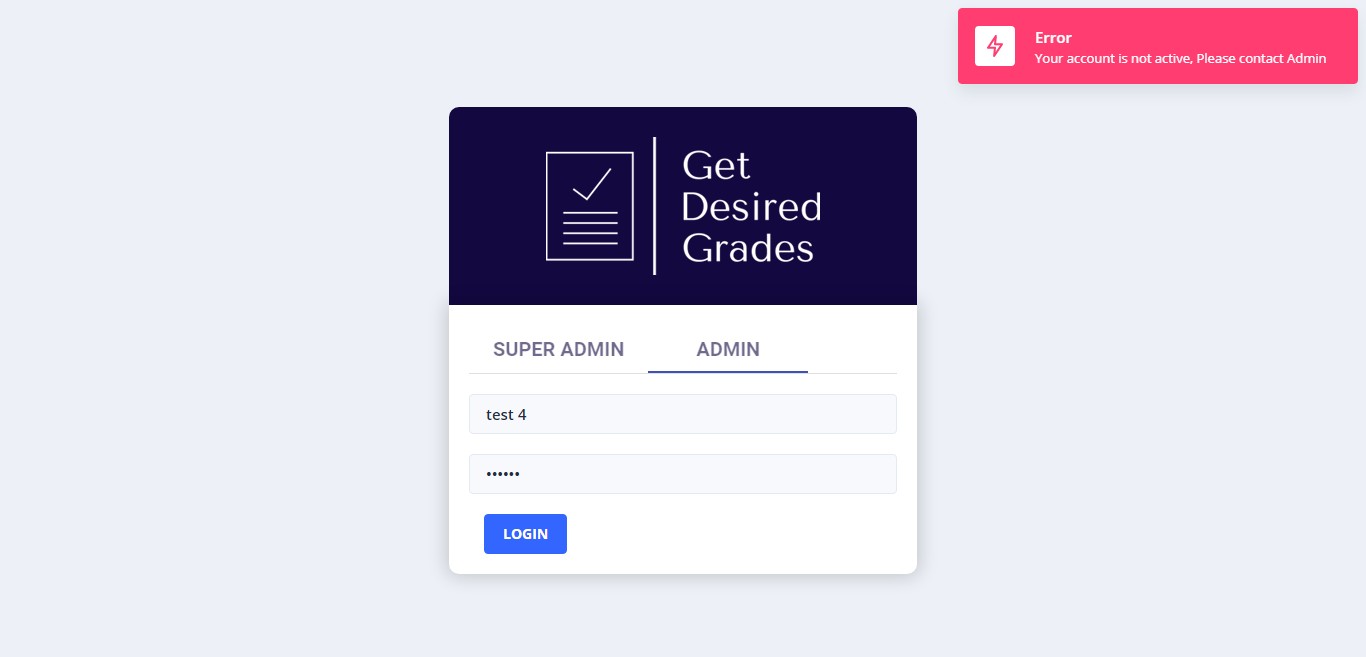 Error
Your account is not active, Please contact Admin
Get
Desired
Grades
SUPER ADMIN ADMIN
test 4
••••••
LOGIN